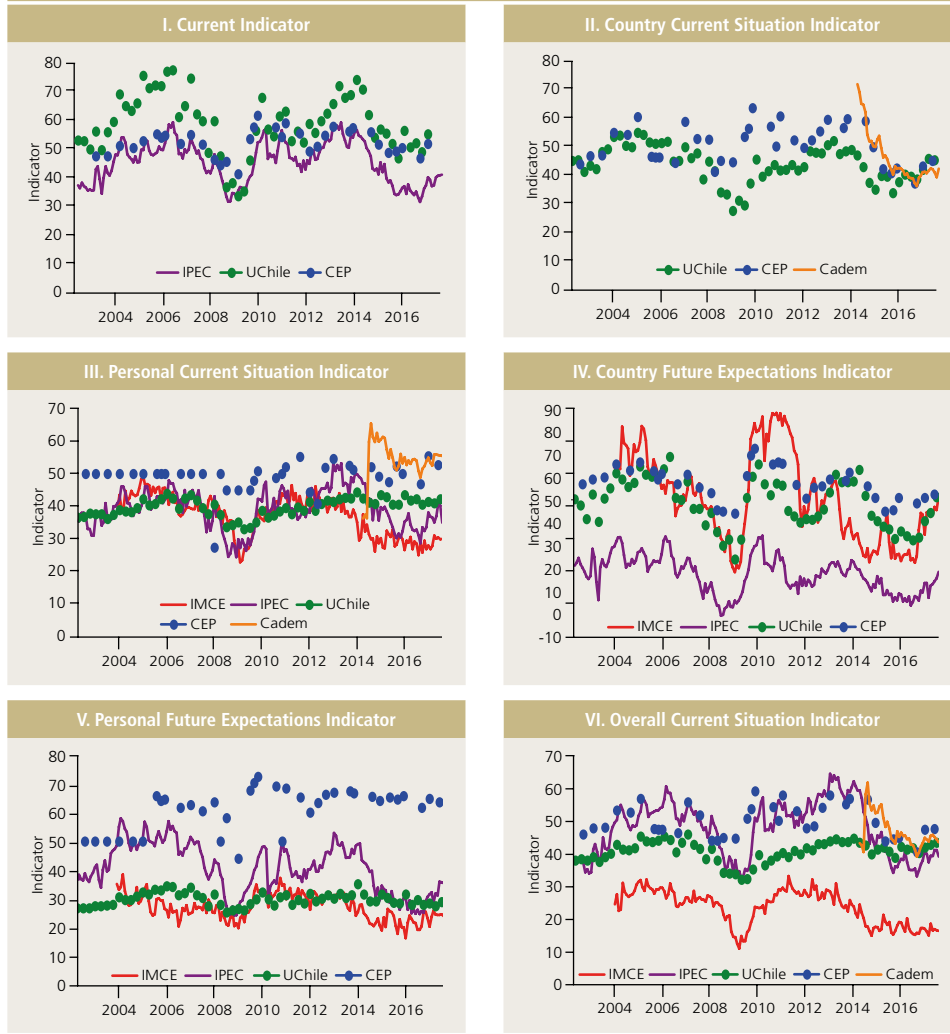 I. Current Indicator
80
70
60
50
40
30
20
10
0
Indicator
IPEC UChile CEP
2004 2006 2008 2010 2012 2014 2016
II. Country Current Situation Indicator
80
70
60
50
40
30
20
10
0
Indicator
UChile CEP Cadem
2004 2006 2008 2010 2012 2014 2016
III. Personal Current Situation Indicator
70
60
50
40
30
20
10
0
Indicator
IMCE IPEC UChile
CEP Cadem
2004 2006 2008 2010 2012 2014 2016
IV. Country Future Expectations Indicator
90
80
70
60
50
40
30
20
10
0
-10
Indicator
IMCE IPEC UChile CEP
2004 2006 2008 2010 2012 2014 2016
V. Personal Future Expectations Indicator
80
70
60
50
40
30
20
10
0
Indicator
IMCE IPEC UChile CEP
2004 2006 2008 2010 2012 2014 2016
VI. Overall Current Situation Indicator
70
60
50
40
30
20
10
0
Indicator
IMCE IPEC UChile CEP Cadem
2004 2006 2008 2010 2012 2014 2016